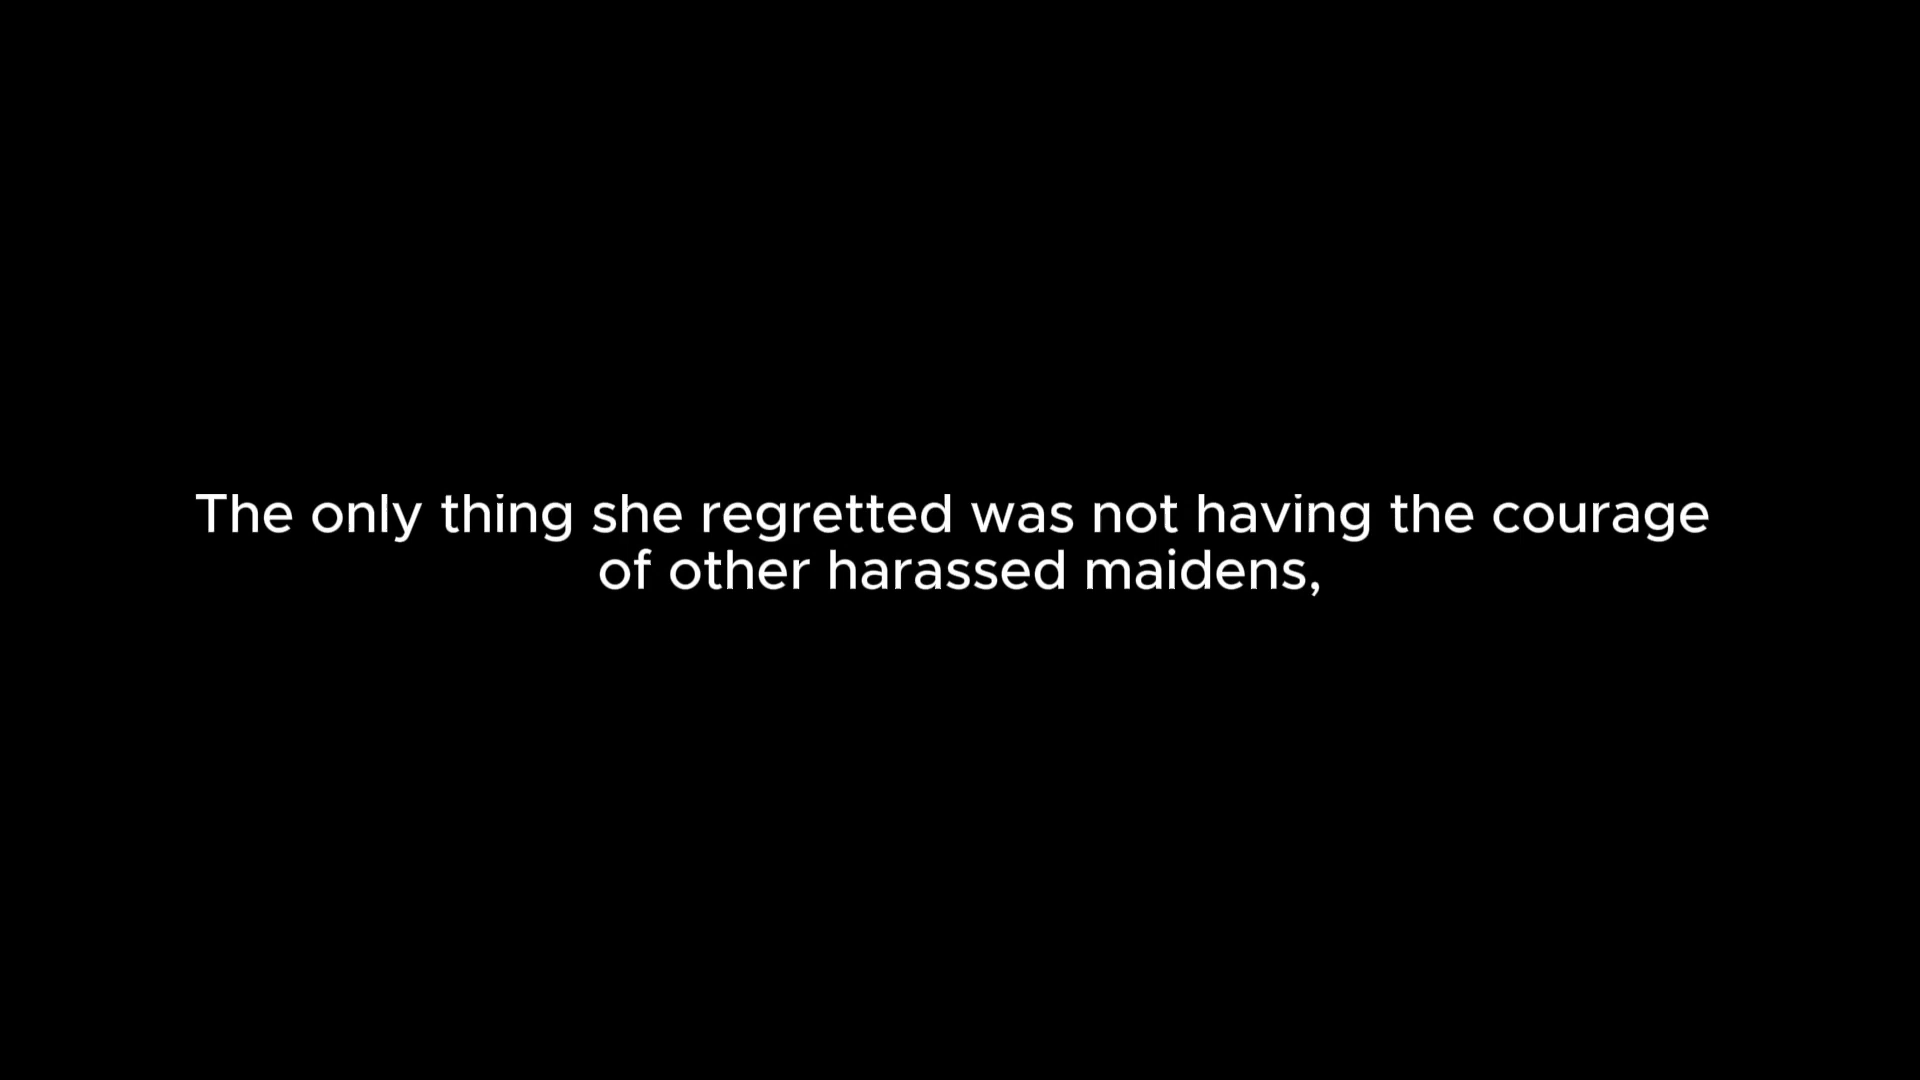 The only thing she regretted was not having the courage
of other harassed maidens,